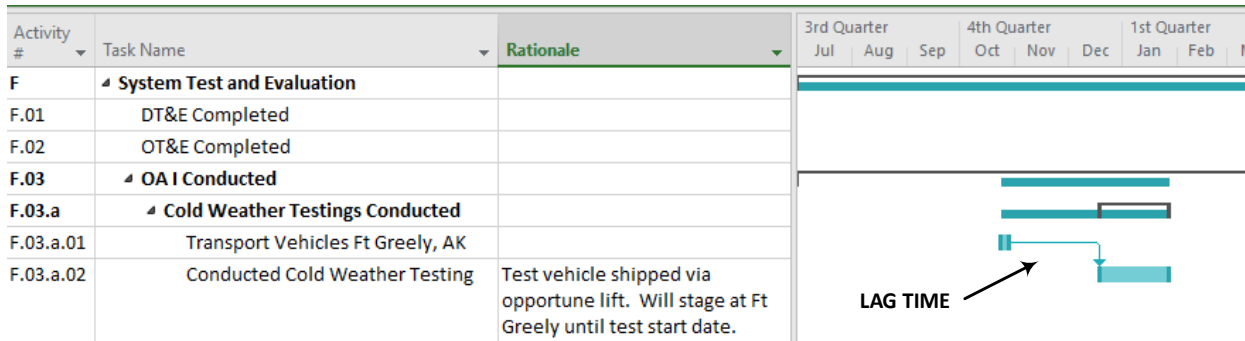 Activity # Task Name Rationale
3rd Quarter 4th Quarter 1st Quarter
Jul Aug Sep Oct Nov Dec Jan Feb
F System Test and Evaluation
F.01 DT&E Completed
F.02 OT&E Completed
F.03 OA I Conducted
F.03.a Cold Weather Testings Conducted
F.03.a.01 Transport Vehicles Ft Greely, AK
F.03.a.02 Conducted Cold Weather Testing Test vehicle shipped via
opportune lift. Will stage at Ft
Greely until test start date.
LAG TIME